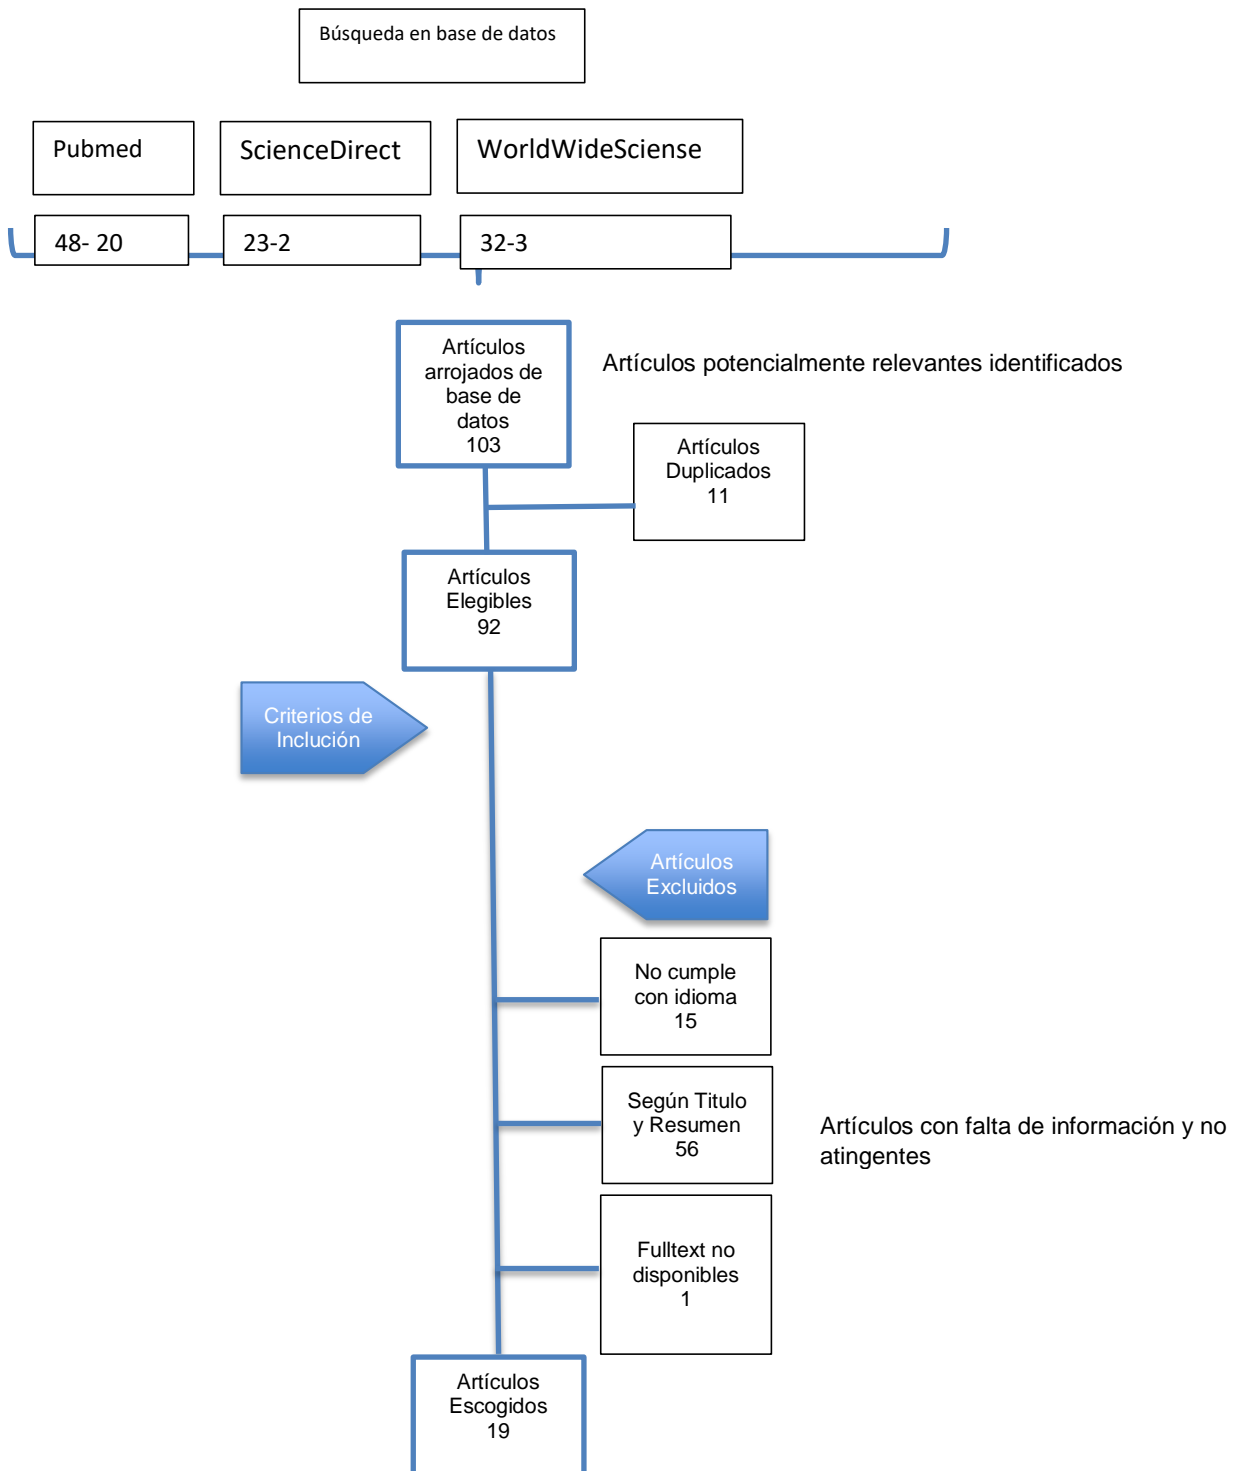 Búsqueda en base de datos
Pubmed
ScienceDirect
WorldWideSciense
48- 20
23-2
32-3
Artículos
arrojados de
base de
datos
103
Artículos potencialmente relevantes identificados
Artículos
Duplicados
11
Artículos
Elegibles
92
Criterios de
Inclución
Artículos
Excluidos
No cumple
con idioma
15
Según Titulo
y Resumen
56
Artículos con falta de información y no
atingentes
Fulltext no
disponibles
1
Artículos
Escogidos
19